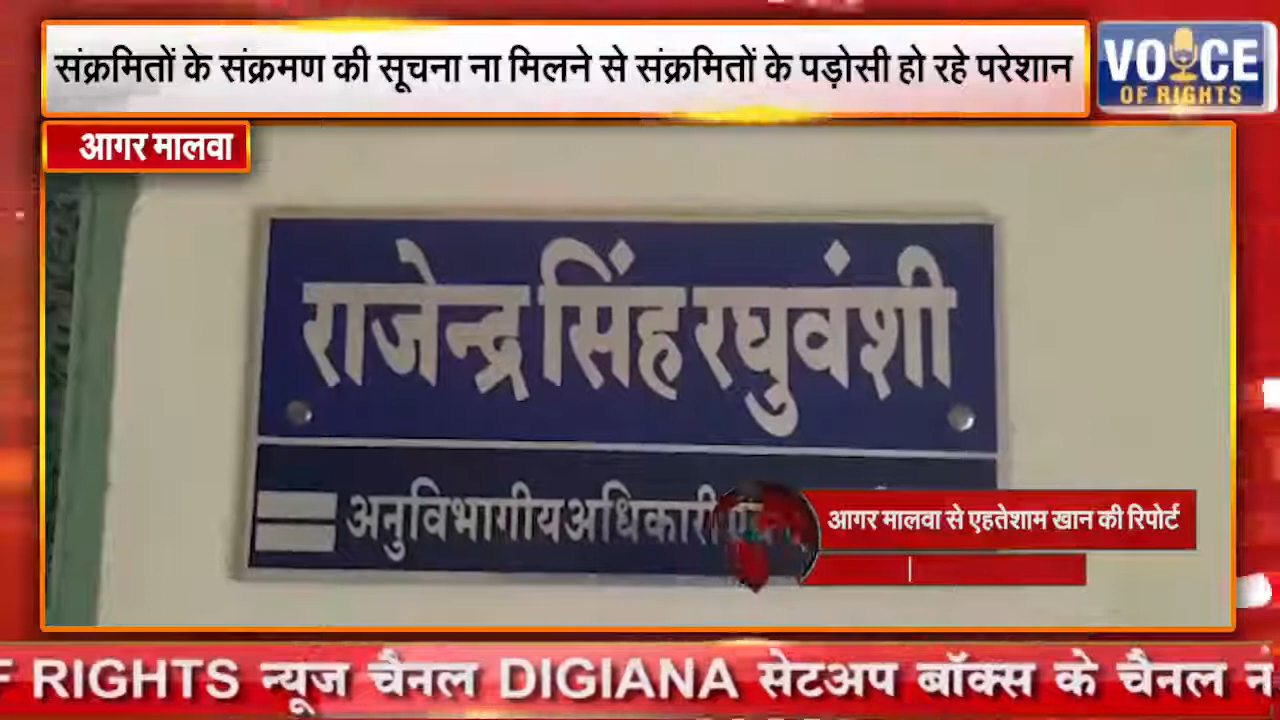 संक्रमितों के संक्रमण की सूचना ना मिलने से संक्रमितों के पड़ोसी हो रहे परेशान
VOICE
OF RIGHTS
आगर मालवा
राजेन्द्र सिंह रघुवंशी
अनुविभागीय अधिकारी
आगर मालवा से एहतेशाम खान की रिपोर्ट
RIGHTS न्यूज चैनल DIGIANA सेटअप बॉक्स के चैनल